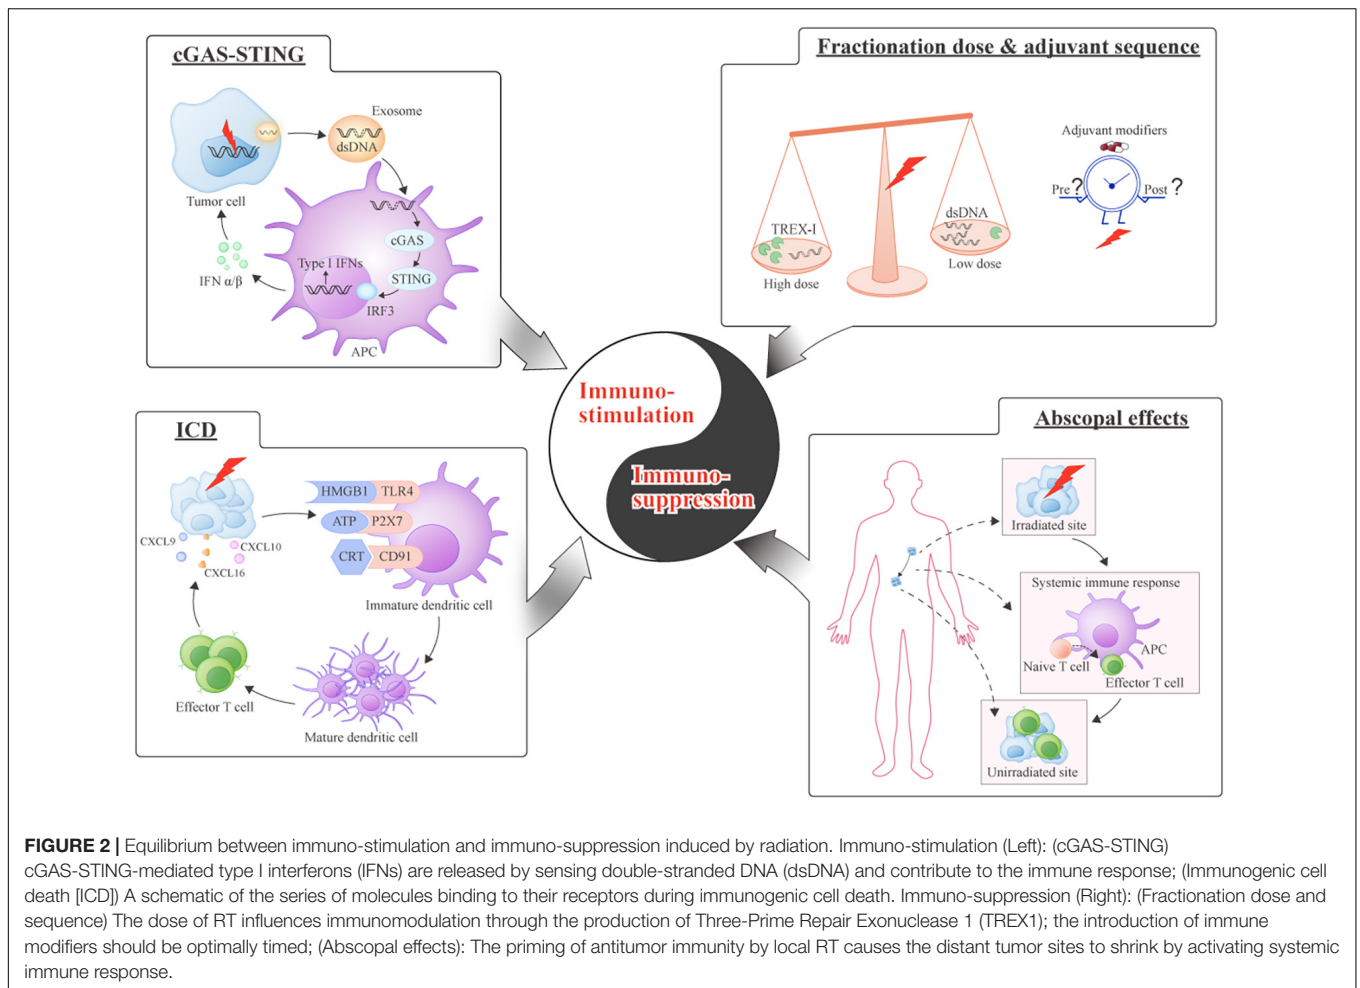 cGAS-STING
Exosome
dsDNA
Tumor cell
cGAS
Type I IFNs
STING
IFN α/β
IRF3
APC
Fractionation dose & adjuvant sequence
Adjuvant modifiers
Pre ?
Post ?
TREX-I
dsDNA
High dose
Low dose
Immuno-
stimulation
Immuno-
suppression
ICD
HMGB1 TLR4
ATP P2X7
CRT CD91
CXCL9
CXCL10
CXCL16
Immature dendritic cell
Effector T cell
Mature dendritic cell
Abscopal effects
Irradiated site
Systemic immune response
APC
Naive T cell
Effector T cell
Unirradiated site
FIGURE 2 | Equilibrium between immuno-stimulation and immuno-suppression induced by radiation. Immuno-stimulation (Left): (cGAS-STING)
cGAS-STING-mediated type I interferons (IFNs) are released by sensing double-stranded DNA (dsDNA) and contribute to the immune response; (Immunogenic cell
death [ICD]) A schematic of the series of molecules binding to their receptors during immunogenic cell death. Immuno-suppression (Right): (Fractionation dose and
sequence) The dose of RT influences immunomodulation through the production of Three-Prime Repair Exonuclease 1 (TREX1); the introduction of immune
modifiers should be optimally timed; (Abscopal effects): The priming of antitumor immunity by local RT causes the distant tumor sites to shrink by activating systemic
immune response.